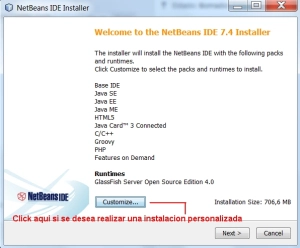 NetBeans IDE Installer
Welcome to the NetBeans IDE 7.4 Installer
The installer will install the NetBeans IDE with the following packs
and runtimes.
Click Customize to select the packs and runtimes to install.
Base IDE
Java SE
Java EE
Java ME
HTML5
Java Card™ 3 Connected
C/C++
Groovy
PHP
Features on Demand
Runtimes
GlassFish Server Open Source Edition 4.0
NetBeans IDE
Customize...
Installation Size: 706,6 MB
Click aqui si se desea realizar una instalacion personalizada
Next >
Cancel